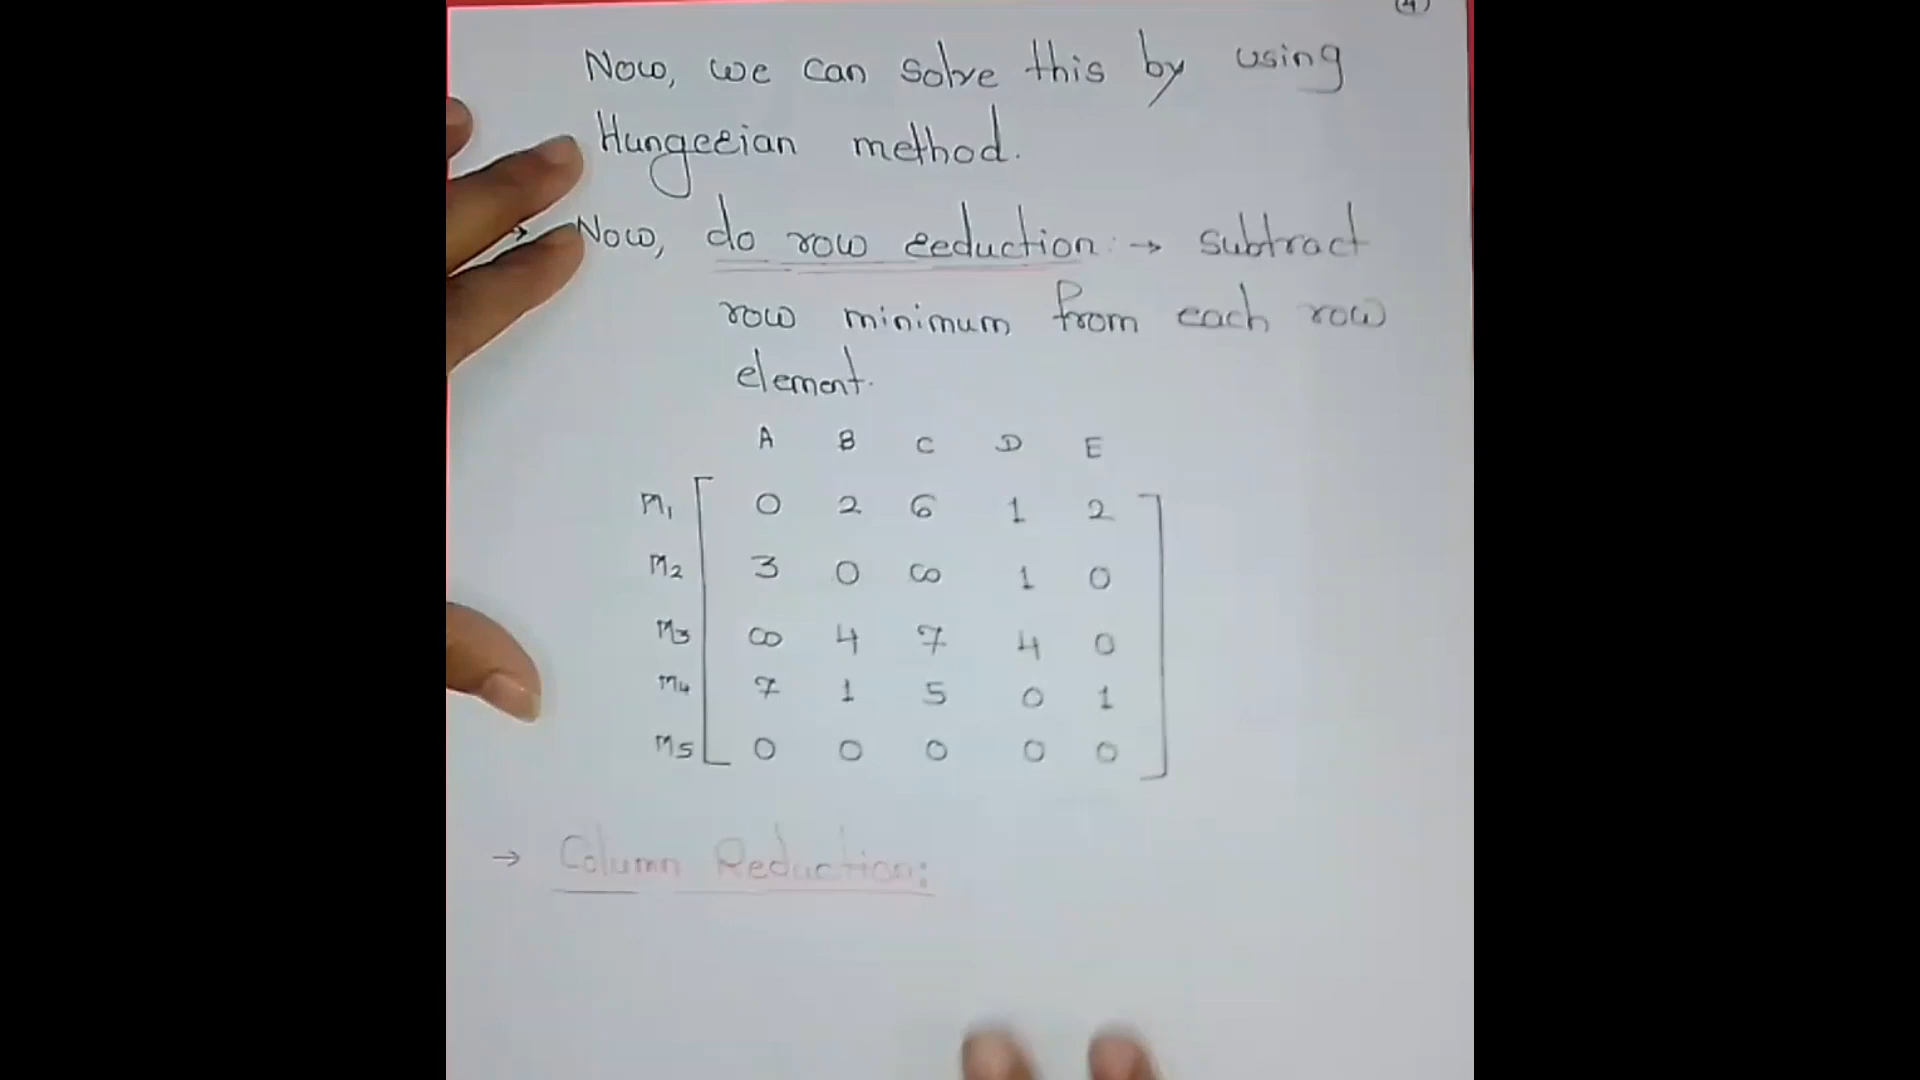 (4)
Now, we can solve this by using
Hungerian method.
→ Now, do row reduction: → subtract
row minimum from each row
element.
A B C D E
M1 0 2 6 1 2
M2 3 0 ∞ 1 0
M3 ∞ 4 7 4 0
M4 7 1 5 0 1
M5 0 0 0 0 0
→ Column Reduction: